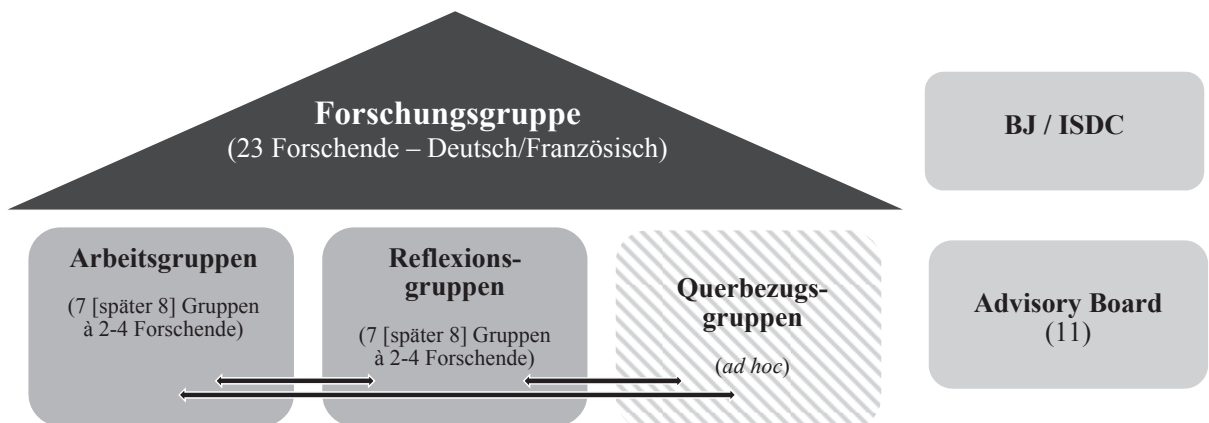 Forschungsgruppe
(23 Forschende – Deutsch/Französisch)
BJ / ISDC
Arbeitsgruppen
(7 [später 8] Gruppen
à 2-4 Forschende)
Reflexions-
gruppen
(7 [später 8] Gruppen
à 2-4 Forschende)
Querbezugs-
gruppen
(ad hoc)
Advisory Board
(11)